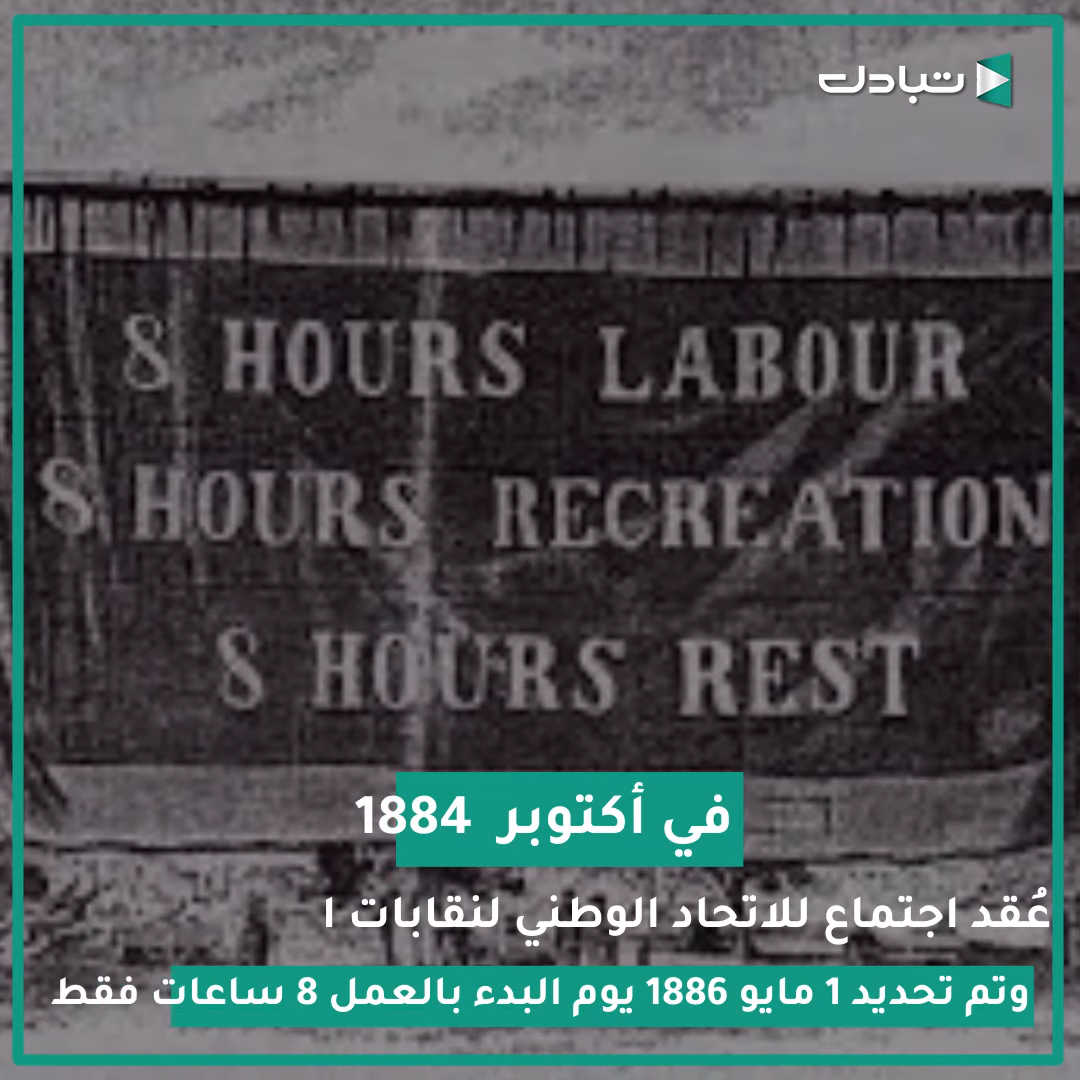 تبادل
8 HOURS LABOUR
8 HOURS RECREATION
8 HOURS REST
في أكتوبر 1884
عُقد اجتماع للاتحاد الوطني لنقابات ا
وتم تحديد 1 مايو 1886 يوم البدء بالعمل 8 ساعات فقط